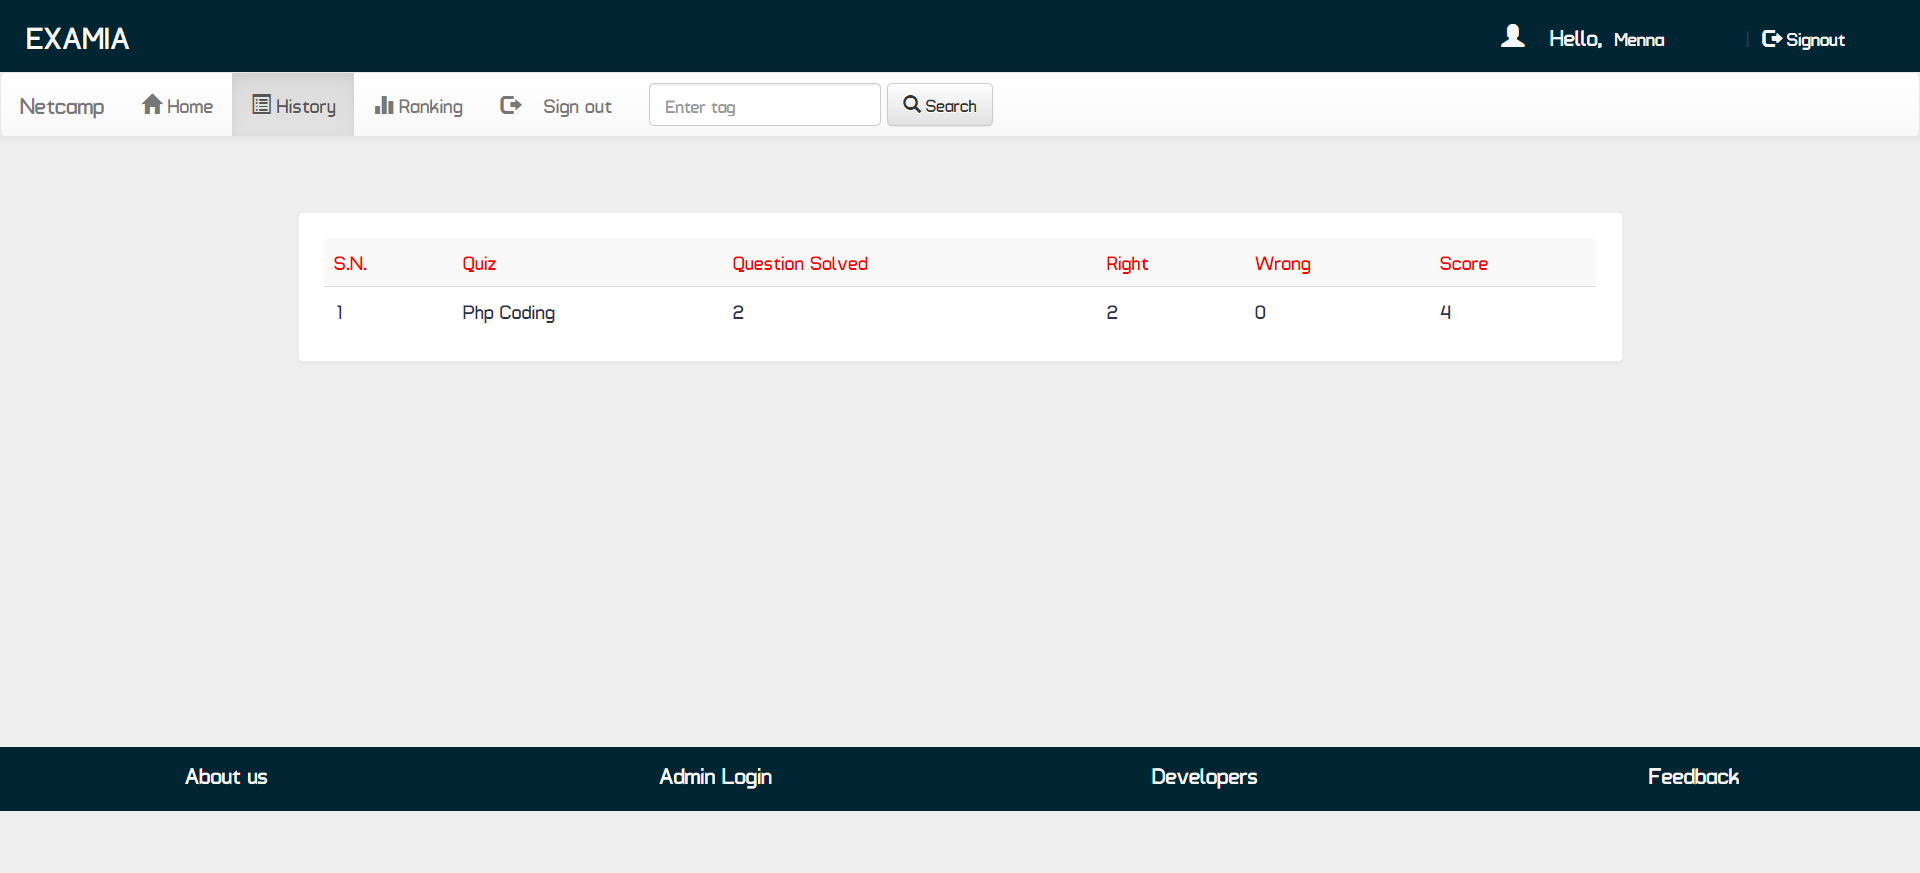 EXAMIA Hello, Menna | Signout
Netcamp Home History Ranking Sign out Enter tag Search
S.N. Quiz Question Solved Right Wrong Score
1 Php Coding 2 2 0 4
About us Admin Login Developers Feedback